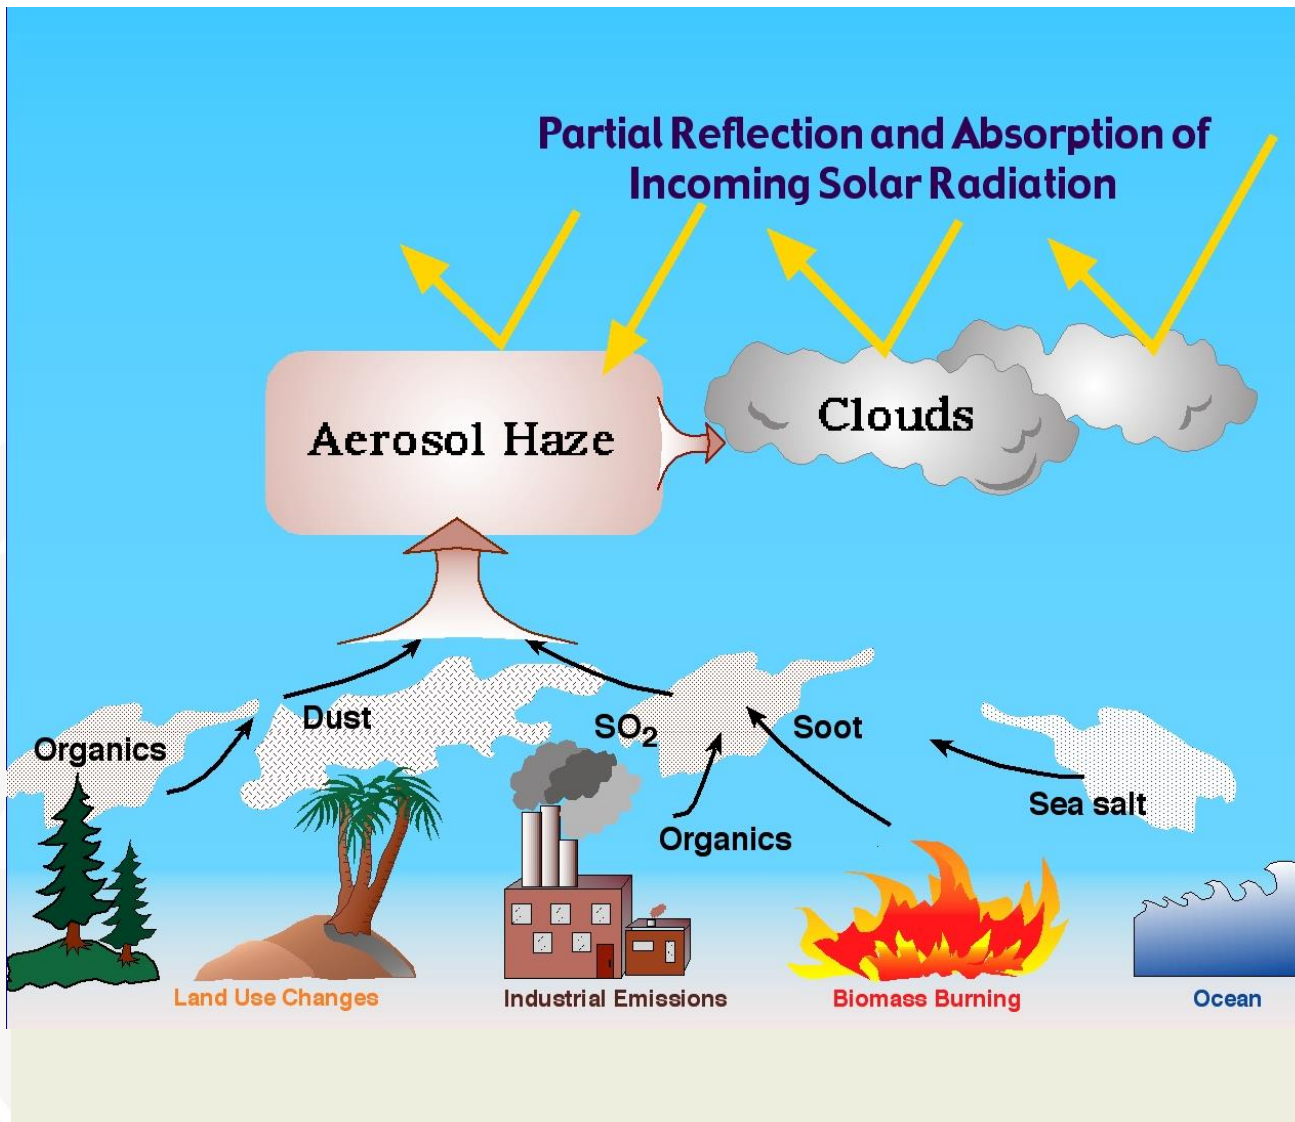 Partial Reflection and Absorption of
Incoming Solar Radiation
Aerosol Haze
Clouds
Organics
Dust
SO₂
Soot
Organics
Sea salt
Land Use Changes
Industrial Emissions
Biomass Burning
Ocean